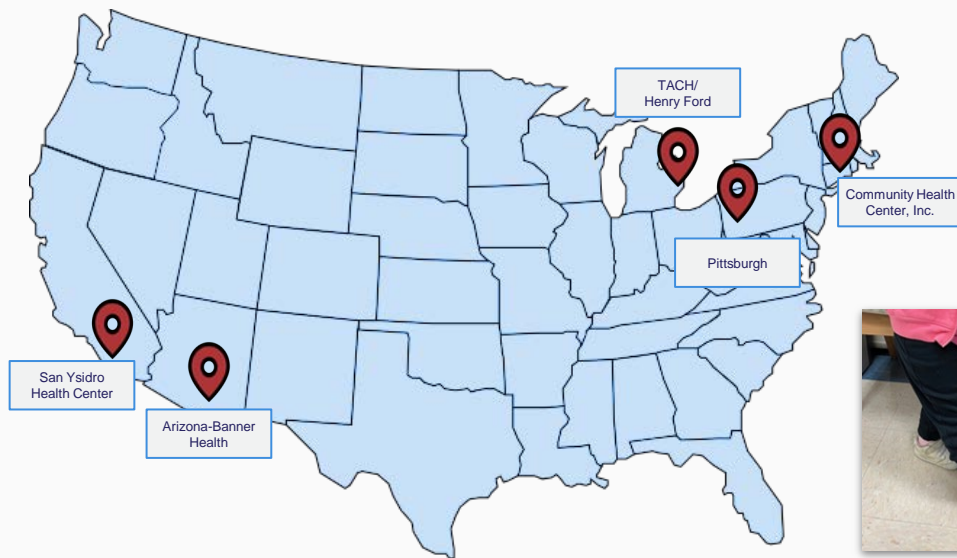 TACH/
Henry Ford
Community Health
Center, Inc.
Pittsburgh
San Ysidro
Health Center
Arizona-Banner
Health